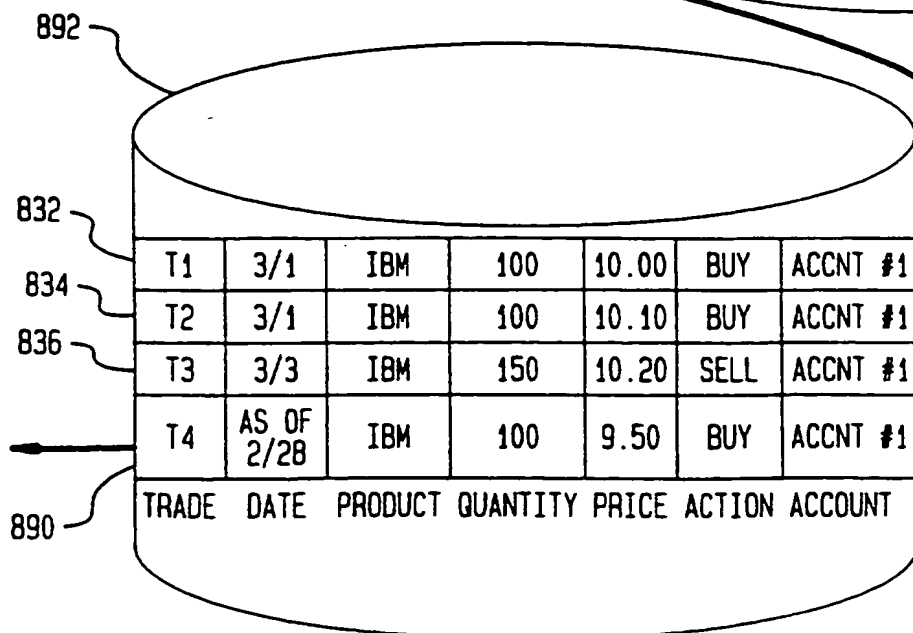 892
832
T1 3/1 IBM 100 10.00 BUY ACCNT #1
834
T2 3/1 IBM 100 10.10 BUY ACCNT #1
836
T3 3/3 IBM 150 10.20 SELL ACCNT #1
T4 AS OF 2/28 IBM 100 9.50 BUY ACCNT #1
890
TRADE DATE PRODUCT QUANTITY PRICE ACTION ACCOUNT